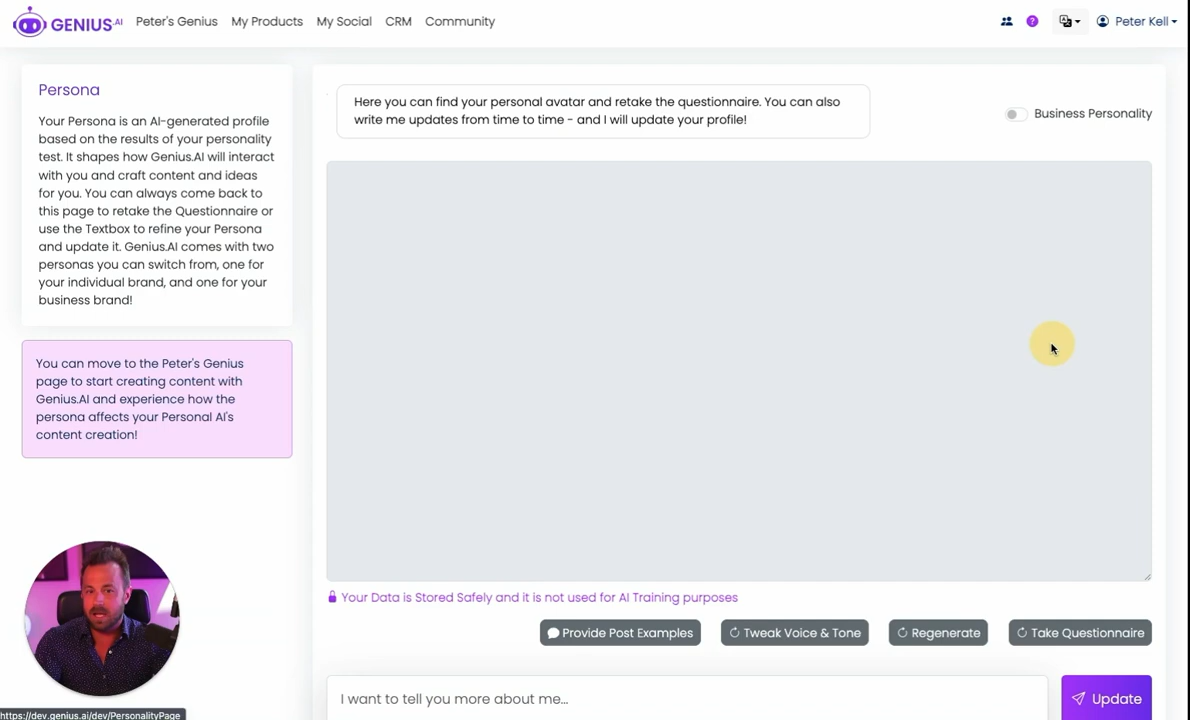 GENIUS.AI Peter's Genius My Products My Social CRM Community Peter Kell
Persona
Your Persona is an AI-generated profile
based on the results of your personality
test. It shapes how Genius.AI will interact
with you and craft content and ideas
for you. You can always come back to
this page to retake the Questionnaire or
use the Textbox to refine your Persona
and update it. Genius.AI comes with two
personas you can switch from, one for
your individual brand, and one for your
business brand!
You can move to the Peter's Genius
page to start creating content with
Genius.AI and experience how the
persona affects your Personal AI's
content creation!
Here you can find your personal avatar and retake the questionnaire. You can also
write me updates from time to time - and I will update your profile!
Business Personality
Your Data is Stored Safely and it is not used for AI Training purposes
Provide Post Examples Tweak Voice & Tone Regenerate Take Questionnaire
I want to tell you more about me... Update
https://dev.genius.ai/dev/PersonalityPage